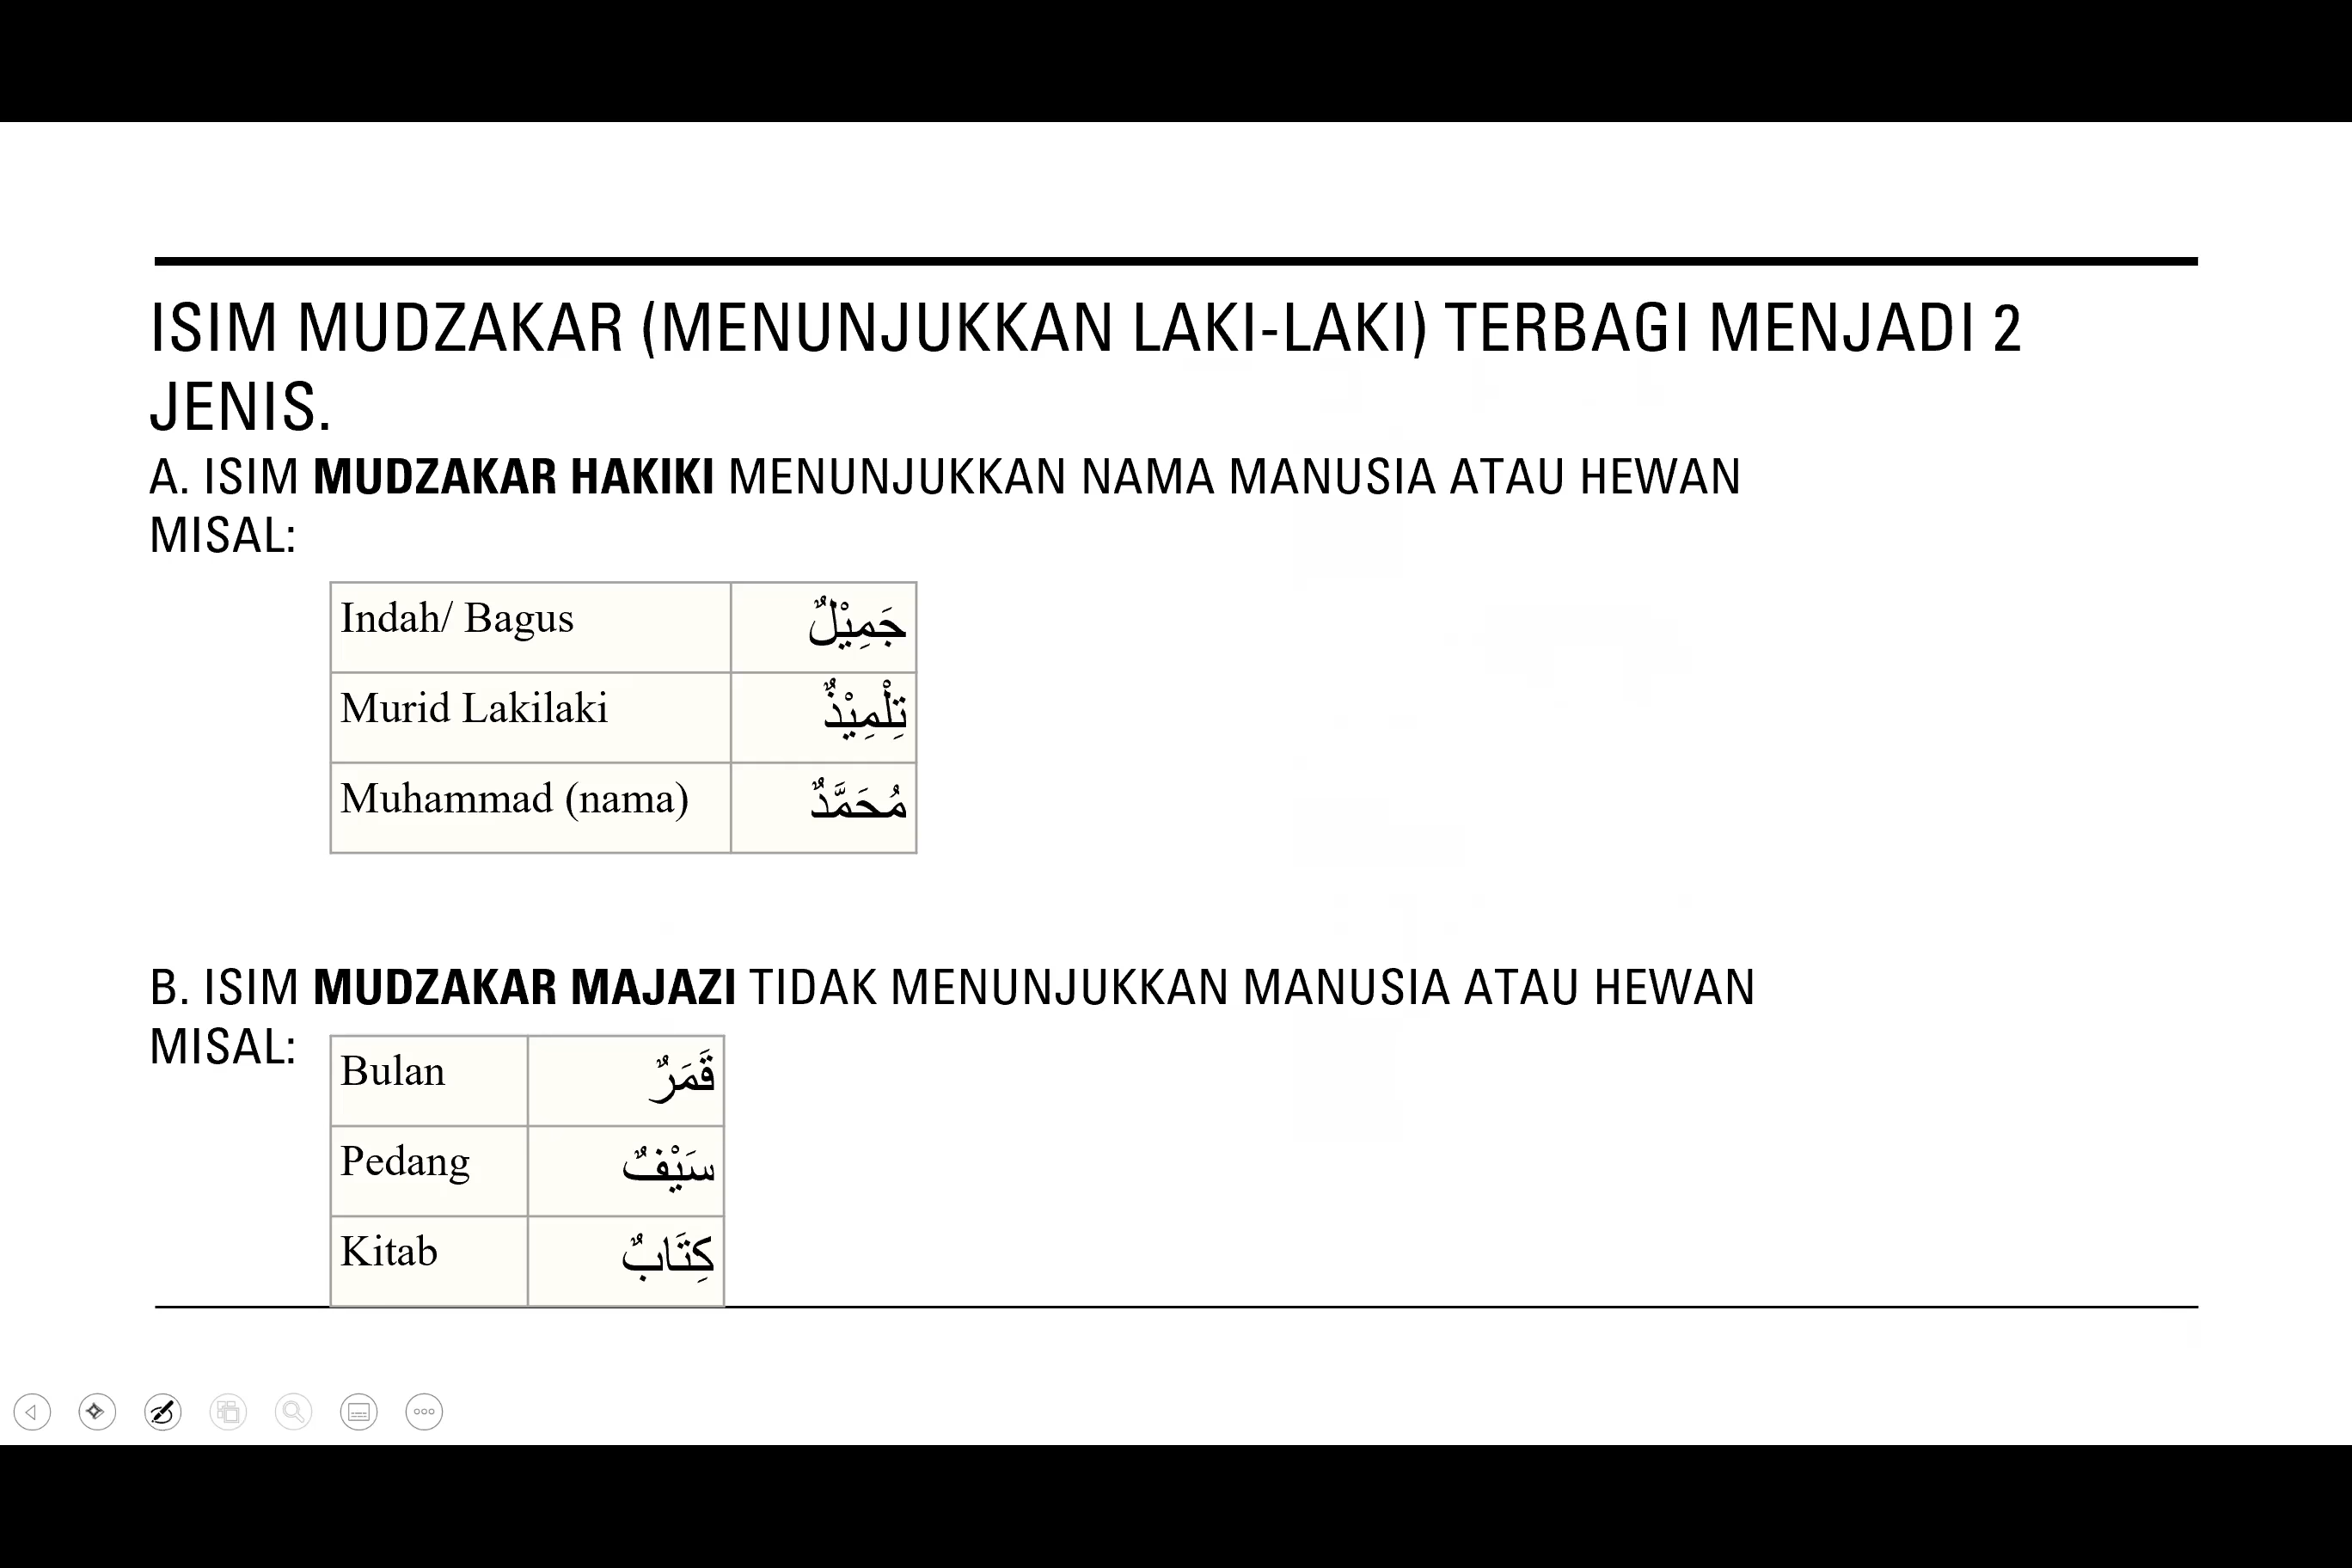 ISIM MUDZAKAR (MENUNJUKKAN LAKI-LAKI) TERBAGI MENJADI 2
JENIS.
A. ISIM MUDZAKAR HAKIKI MENUNJUKKAN NAMA MANUSIA ATAU HEWAN
MISAL:
Indah/ Bagus جَمِيْلٌ
Murid Lakilaki تِلْمِيْذٌ
Muhammad (nama) مُحَمَّدٌ
B. ISIM MUDZAKAR MAJAZI TIDAK MENUNJUKKAN MANUSIA ATAU HEWAN
MISAL:
Bulan قَمَرٌ
Pedang سَيْفٌ
Kitab كِتَابٌ